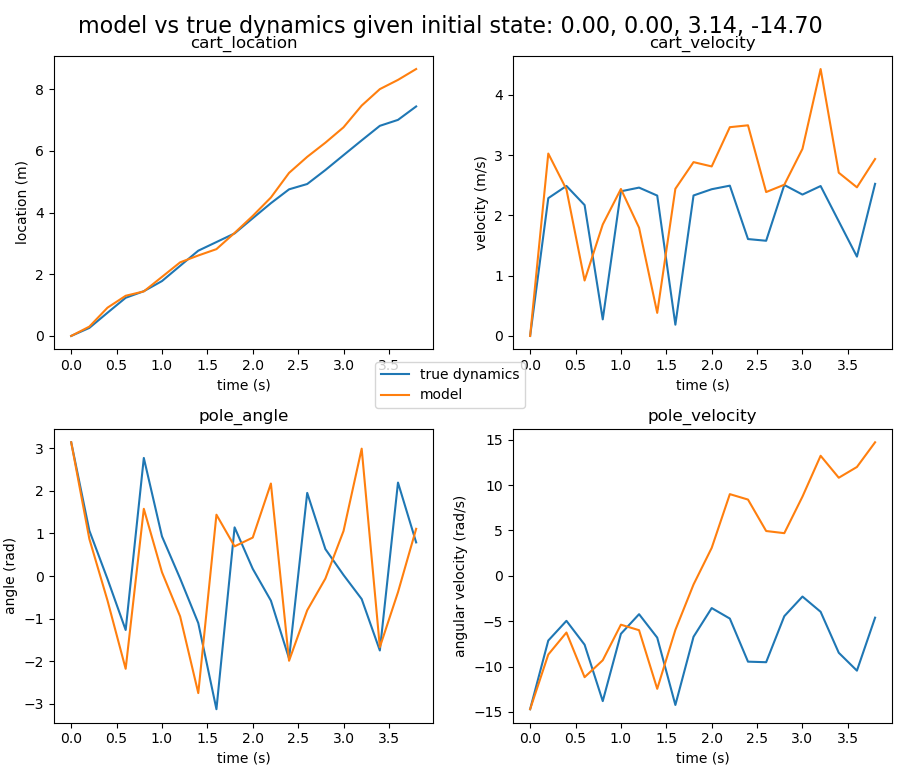 model vs true dynamics given initial state: 0.00, 0.00, 3.14, -14.70
cart_location
cart_velocity
location (m)
8
6
4
2
0
0.0 0.5 1.0 1.5 2.0 2.5 3.0 3.5
time (s)
velocity (m/s)
4
3
2
1
0
0.0 0.5 1.0 1.5 2.0 2.5 3.0 3.5
time (s)
true dynamics
model
pole_angle
pole_velocity
angle (rad)
3
2
1
0
−1
−2
−3
0.0 0.5 1.0 1.5 2.0 2.5 3.0 3.5
time (s)
angular velocity (rad/s)
15
10
5
0
−5
−10
−15
0.0 0.5 1.0 1.5 2.0 2.5 3.0 3.5
time (s)